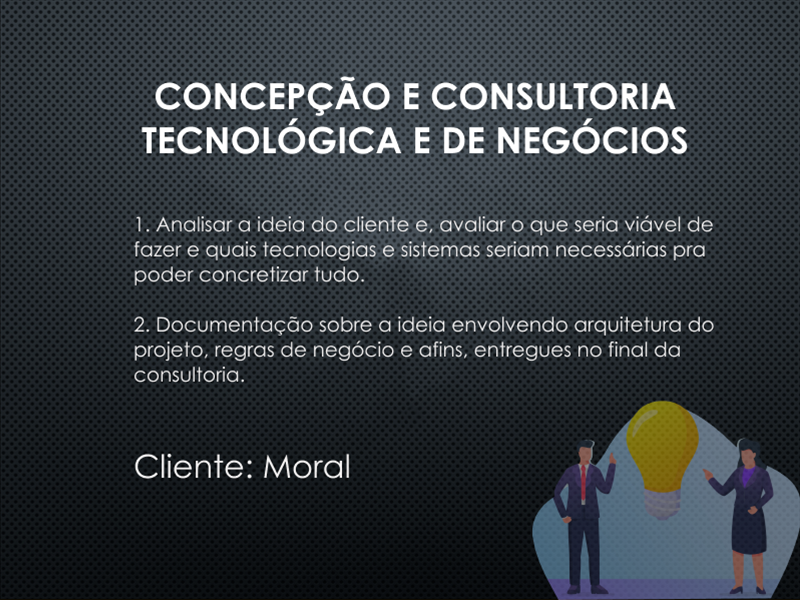 CONCEPÇÃO E CONSULTORIA
TECNOLÓGICA E DE NEGÓCIOS
1. Analisar a ideia do cliente e, avaliar o que seria viável de
fazer e quais tecnologias e sistemas seriam necessárias pra
poder concretizar tudo.
2. Documentação sobre a ideia envolvendo arquitetura do
projeto, regras de negócio e afins, entregues no final da
consultoria.
Cliente: Moral